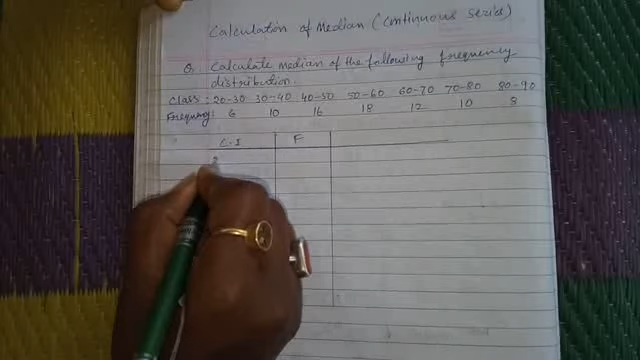 Calculation of Median (Continuous Series)
Q. Calculate median of the following frequency
distribution.
Class: 20-30 30-40 40-50 50-60 60-70 70-80 80-90
Frequency: 6 10 16 18 12 10 8
C.I F
2